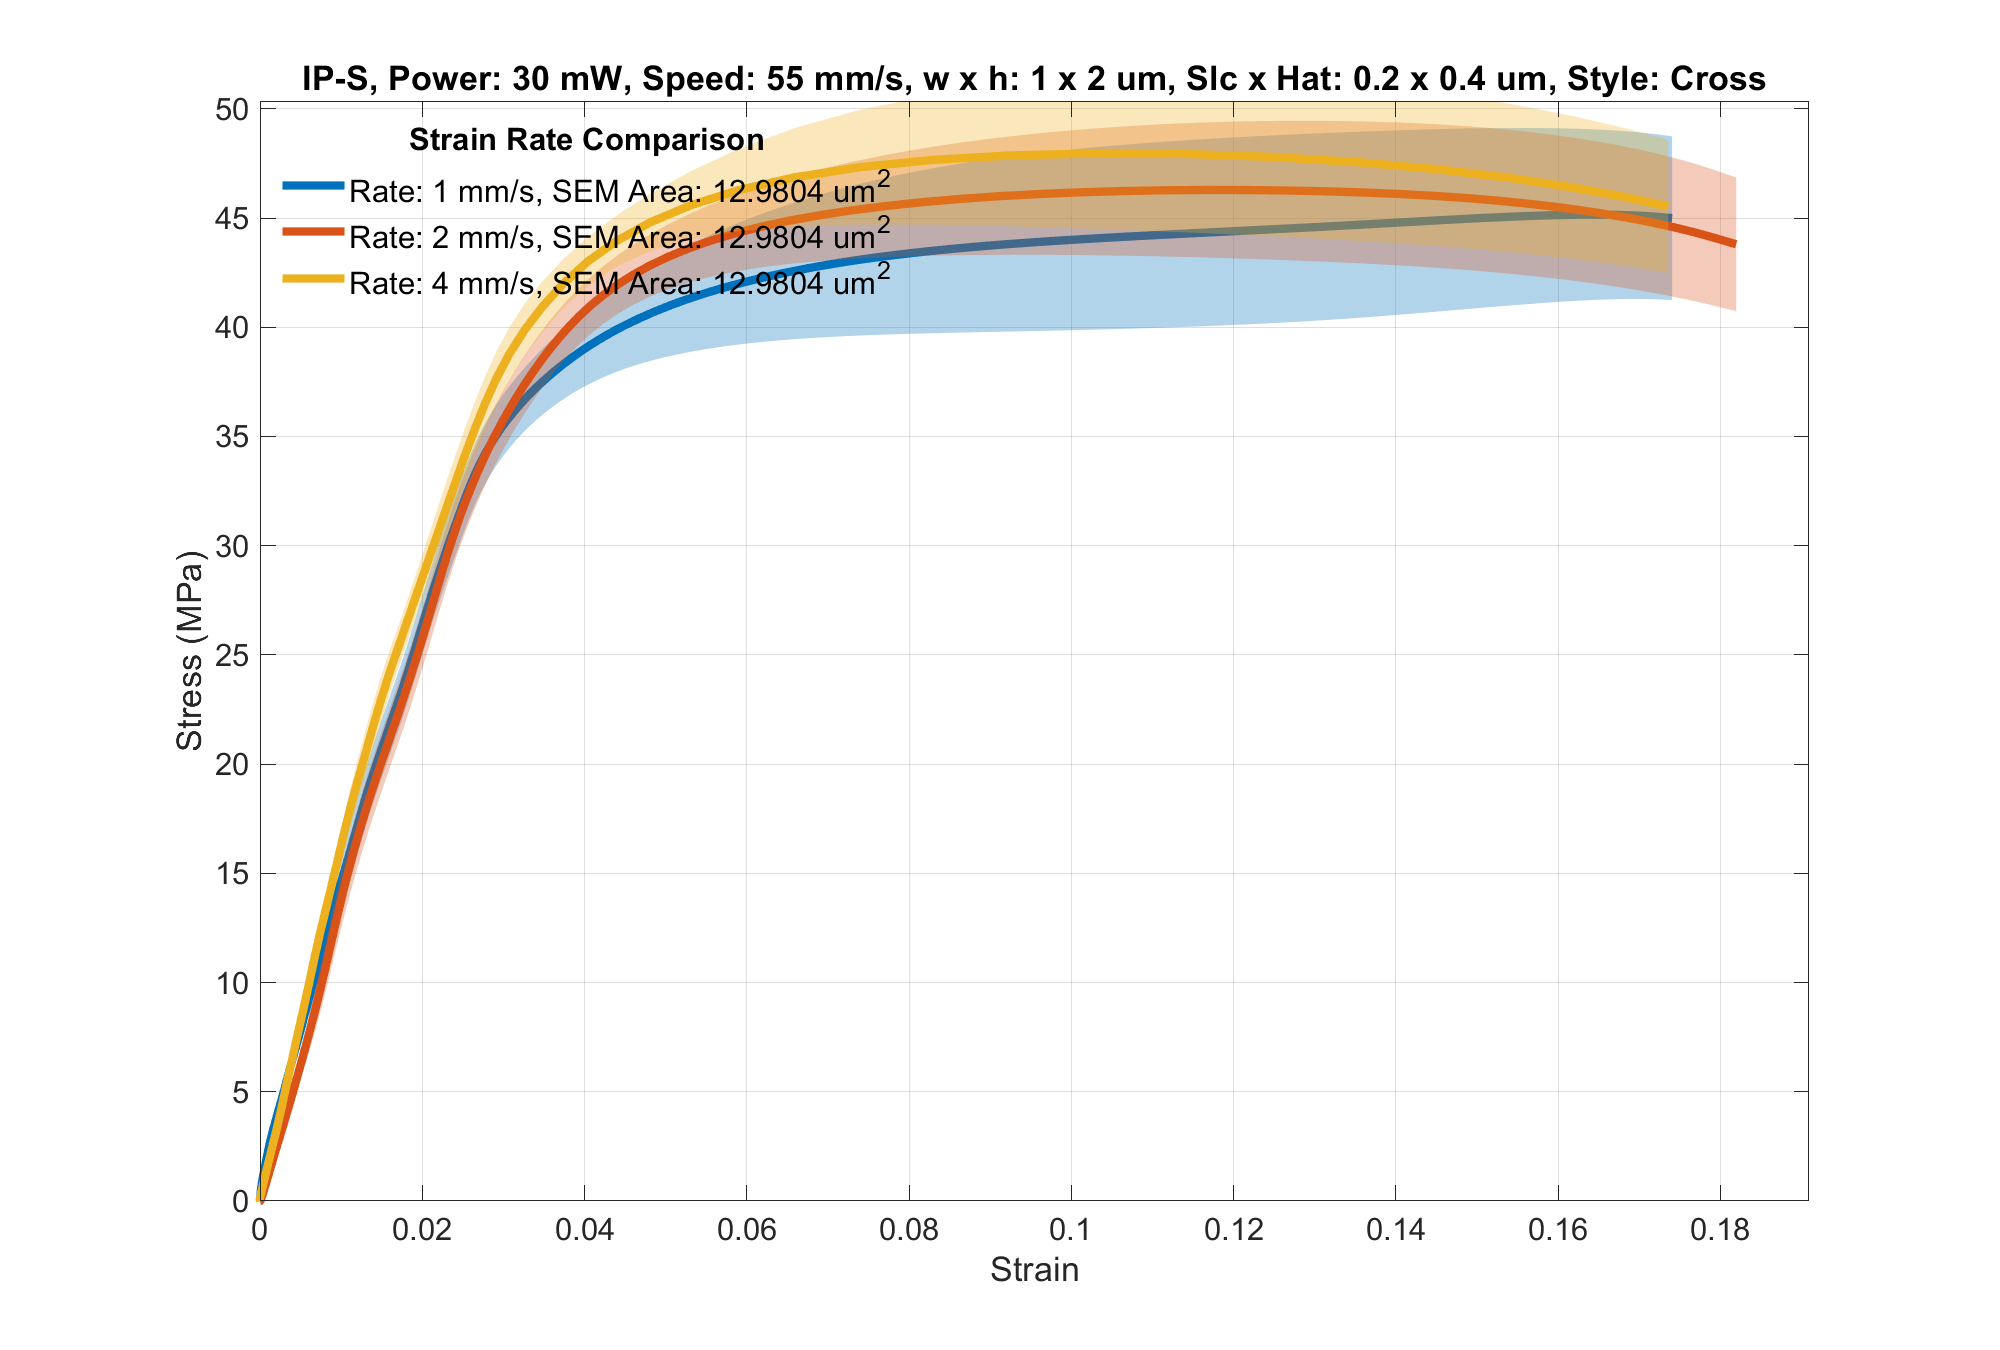 IP-S, Power: 30 mW, Speed: 55 mm/s, w x h: 1 x 2 um, Slc x Hat: 0.2 x 0.4 um, Style: Cross
Strain Rate Comparison
Rate: 1 mm/s, SEM Area: 12.9804 um²
Rate: 2 mm/s, SEM Area: 12.9804 um²
Rate: 4 mm/s, SEM Area: 12.9804 um²
50
45
40
35
30
25
20
15
10
5
0
Stress (MPa)
0 0.02 0.04 0.06 0.08 0.1 0.12 0.14 0.16 0.18
Strain